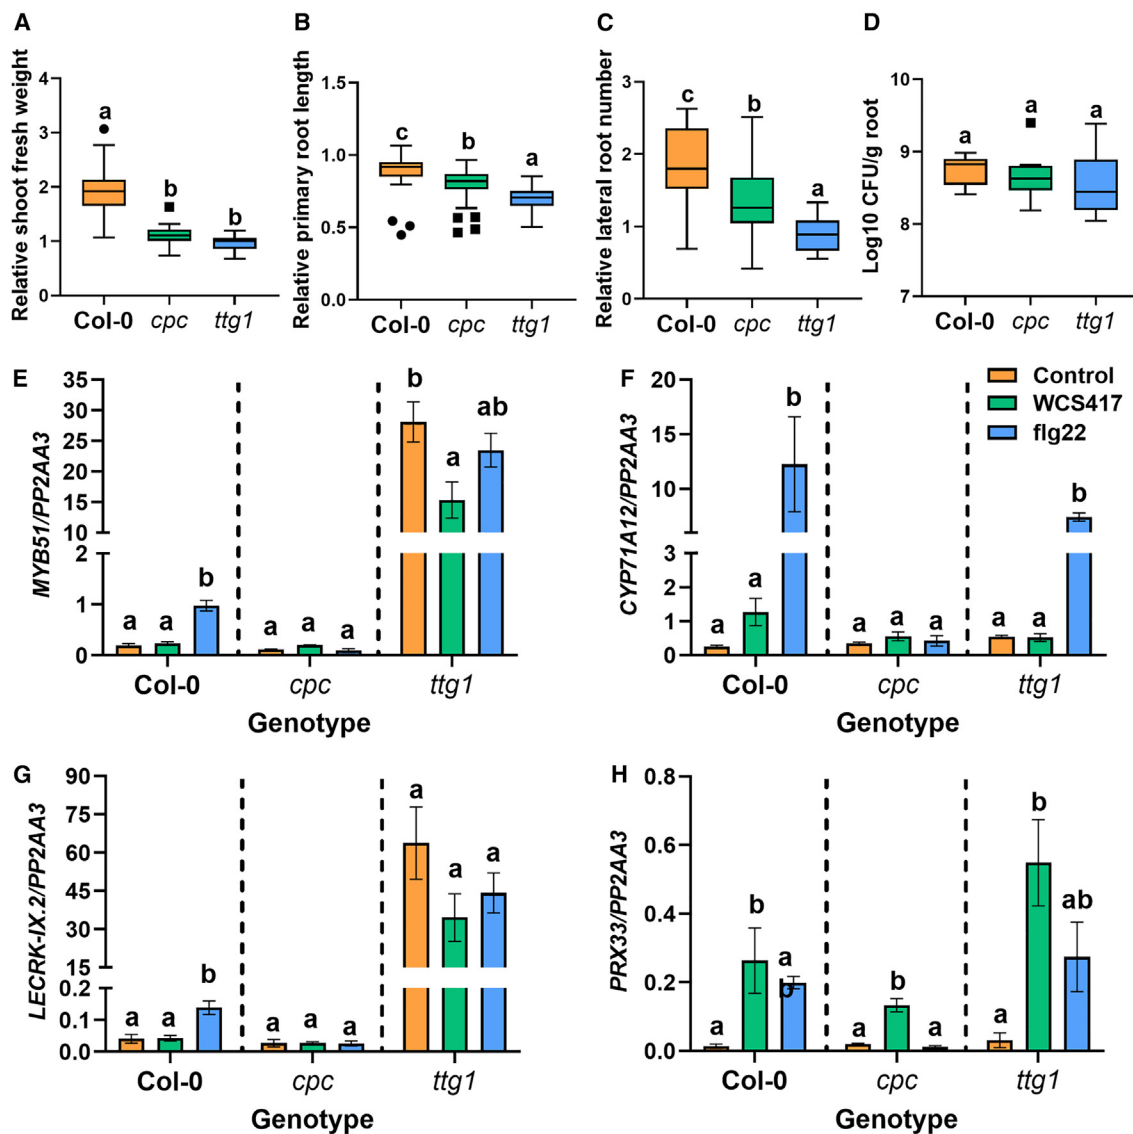 A
Relative shoot fresh weight
4
3
2
1
0
a
b
b
Col-0 cpc ttg1
B
Relative primary root length
1.5
1.0
0.5
0.0
c
b
a
Col-0 cpc ttg1
C
Relative lateral root number
3
2
1
0
c
b
a
Col-0 cpc ttg1
D
Log10 CFU/g root
10
9
8
7
a
a
a
Col-0 cpc ttg1
E
MYB51/PP2AA3
35
30
25
20
15
10
2
1
0
a a b
a a a
b a ab
Col-0 cpc ttg1
Genotype
F
CYP71A12/PP2AA3
20
15
10
3
2
1
0
a a b
a a a
a a b
Control
WCS417
flg22
Col-0 cpc ttg1
Genotype
G
LECRK-IX.2/PP2AA3
90
75
60
45
30
15
0.2
0.1
0.0
a a b
a a a
a a a
Col-0 cpc ttg1
Genotype
H
PRX33/PP2AA3
0.8
0.6
0.4
0.2
0.0
a b a
b
a b a
a b ab
Col-0 cpc ttg1
Genotype